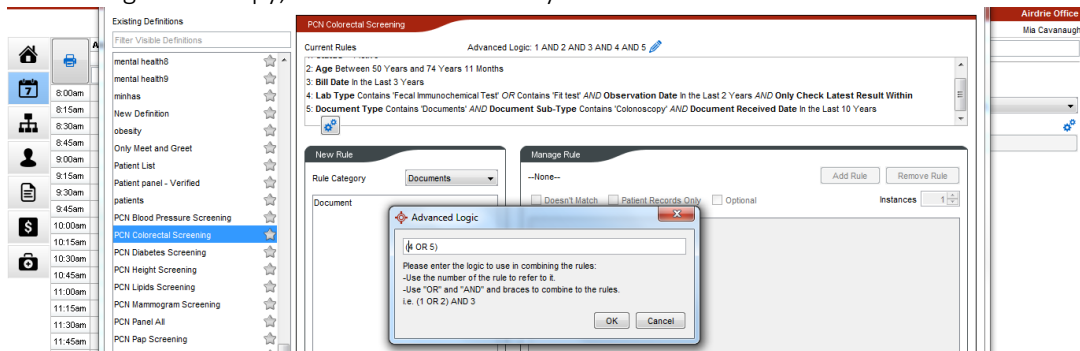 Existing Definitions
Filter Visible Definitions
mental health8
mental health9
minhas
New Definition
obesity
Only Meet and Greet
Patient List
Patient panel - Verified
patients
PCN Blood Pressure Screening
PCN Colorectal Screening
PCN Diabetes Screening
PCN Height Screening
PCN Lipids Screening
PCN Mammogram Screening
PCN Panel All
PCN Pap Screening
A
7
8:00am
8:15am
8:30am
8:45am
9:00am
9:15am
9:30am
9:45am
10:00am
10:15am
10:30am
10:45am
11:00am
11:15am
11:30am
11:45am
PCN Colorectal Screening
Current Rules
Advanced Logic: 1 AND 2 AND 3 AND 4 AND 5
2: Age Between 50 Years and 74 Years 11 Months
3: Bill Date In the Last 3 Years
4: Lab Type Contains 'Fecal Immunochemical Test' OR Contains 'Fit test' AND Observation Date In the Last 2 Years AND Only Check Latest Result Within
5: Document Type Contains 'Documents' AND Document Sub-Type Contains 'Colonoscopy' AND Document Received Date In the Last 10 Years
New Rule
Rule Category
Documents
Document
Manage Rule
--None--
Add Rule
Remove Rule
Doesn't Match
Patient Records Only
Optional
Instances
1
Advanced Logic
(4 OR 5)
Please enter the logic to use in combining the rules:
-Use the number of the rule to refer to it.
-Use "OR" and "AND" and braces to combine to the rules.
i.e. (1 OR 2) AND 3
OK
Cancel
Airdrie Office
Mia Cavanaugh